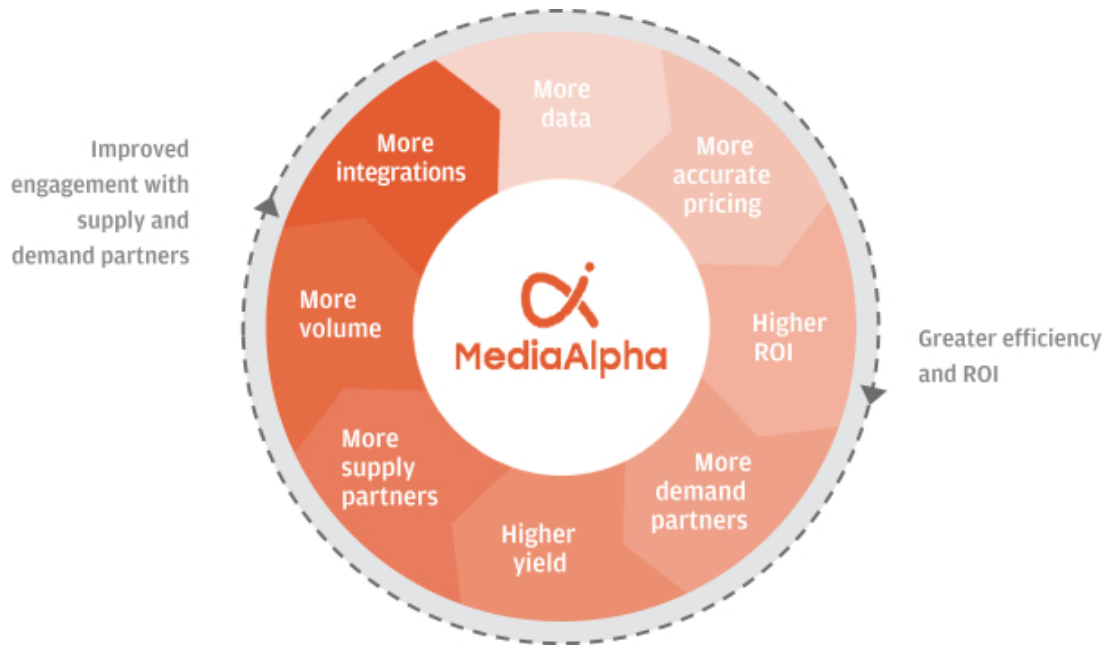 More
data
More
accurate
pricing
Higher
ROI
More
demand
partners
Higher
yield
More
supply
partners
More
volume
More
integrations
MediaAlpha
Improved
engagement with
supply and
demand partners
Greater efficiency
and ROI